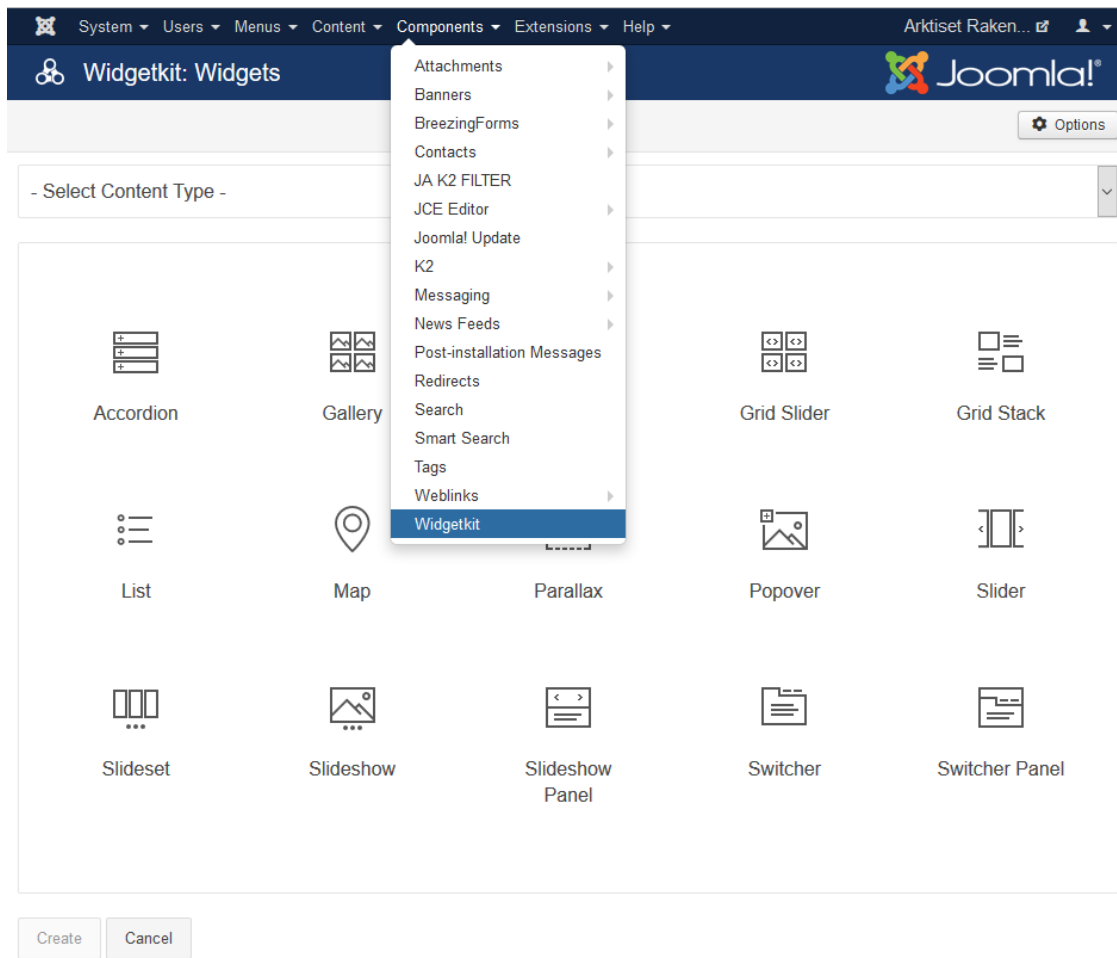 System Users Menus Content Components Extensions Help Arktiset Raken...
Widgetkit: Widgets
Joomla!®
Options
- Select Content Type -
Attachments
Banners
BreezingForms
Contacts
JA K2 FILTER
JCE Editor
Joomla! Update
K2
Messaging
News Feeds
Post-installation Messages
Redirects
Search
Smart Search
Tags
Weblinks
Widgetkit
Accordion Gallery Grid Slider Grid Stack
List Map Parallax Popover Slider
Slideset Slideshow Slideshow Panel Switcher Switcher Panel
Create Cancel